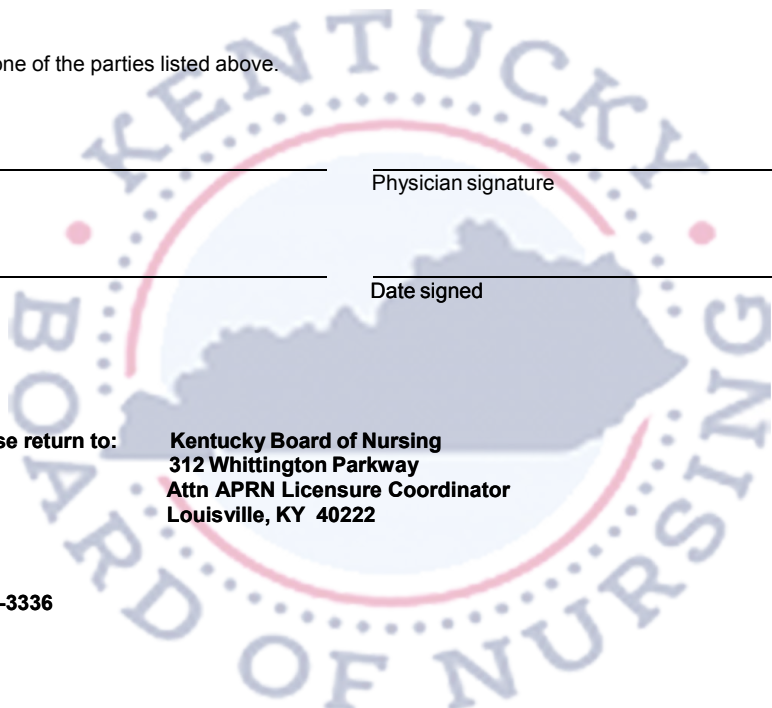 one of the parties listed above.
Physician signature
Date signed
se return to: Kentucky Board of Nursing
312 Whittington Parkway
Attn APRN Licensure Coordinator
Louisville, KY 40222
-3336
KENTUCKY
BOARD OF NURSING